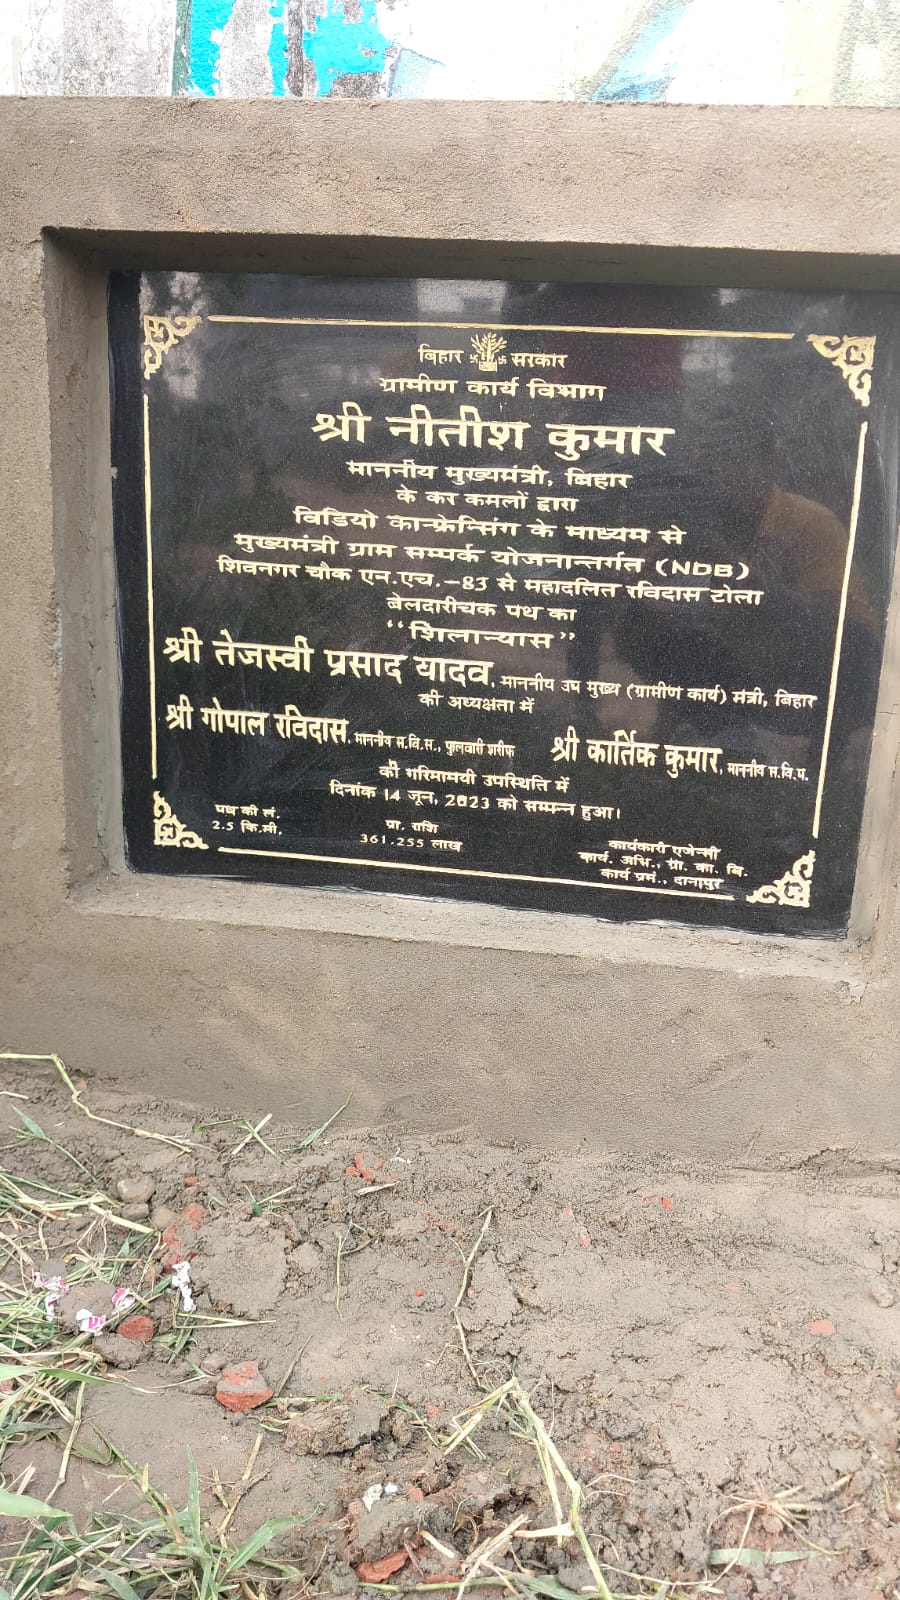 बिहार सरकार
ग्रामीण कार्य विभाग
श्री नीतीश कुमार
माननीय मुख्यमंत्री, बिहार
के कर कमलों द्वारा
विडियो कान्फ्रेन्सिंग के माध्यम से
मुख्यमंत्री ग्राम सम्पर्क योजनान्तर्गत (NDB)
शिवनगर चौक एन.एच.-83 से महादलित रविदास टोला
बेलदारीचक पथ का
“शिलान्यास”
श्री तेजस्वी प्रसाद यादव, माननीय उप मुख्य (ग्रामीण कार्य) मंत्री, बिहार
की अध्यक्षता में
श्री गोपाल रविदास, माननीय स.वि.स., फुलवारी शरीफ श्री कार्तिक कुमार, माननीय स.वि.प.
की गरिमामयी उपस्थिति में
दिनांक 14 जून, 2023 को सम्पन्न हुआ।
पथ की लं.
2.5 कि.मी.
प्रा. राशि
361.255 लाख
कार्यकारी एजेन्सी
कार्य. अभि., ग्रा. का. वि.
कार्य प्रमं., दानापुर